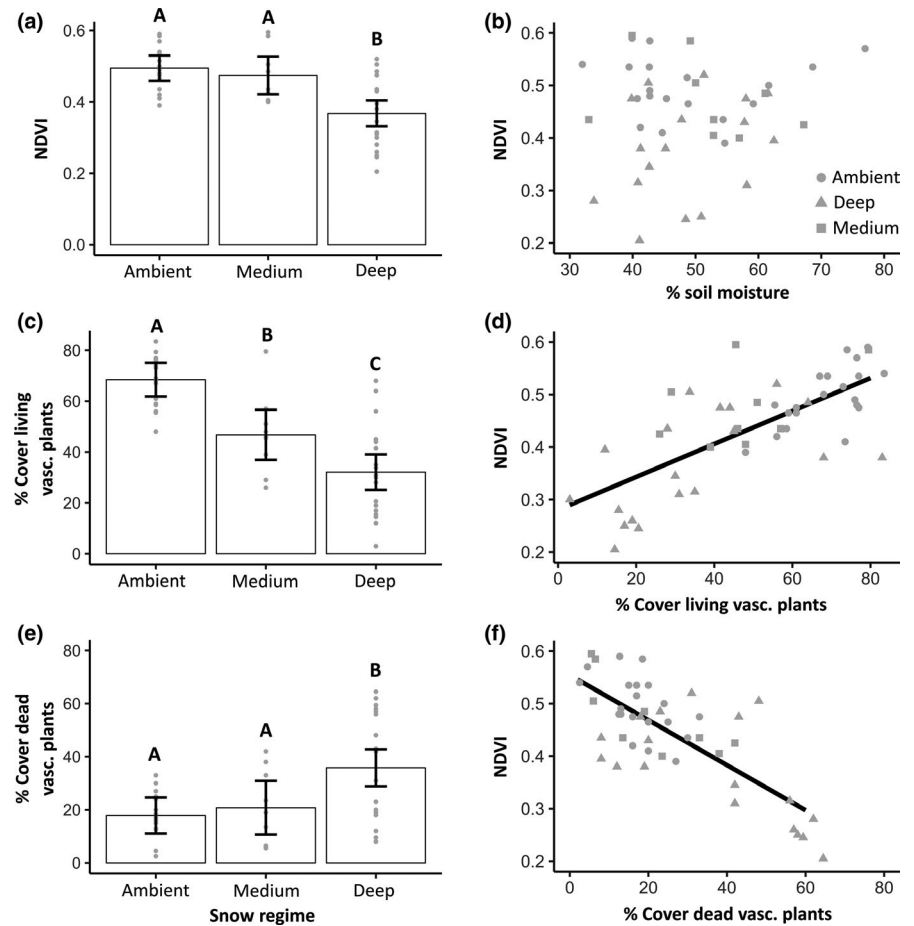 (a)
A
A
B
0.6
0.4
0.2
0.0
NDVI
Ambient
Medium
Deep
(b)
0.6
0.5
0.4
0.3
0.2
NDVI
Ambient
Deep
Medium
30
40
50
60
70
80
% soil moisture
(c)
A
B
C
80
60
40
20
0
% Cover living
vasc. plants
Ambient
Medium
Deep
(d)
0.6
0.5
0.4
0.3
0.2
NDVI
0
20
40
60
80
% Cover living vasc. plants
(e)
A
A
B
80
60
40
20
0
% Cover dead
vasc. plants
Ambient
Medium
Deep
Snow regime
(f)
0.6
0.5
0.4
0.3
0.2
NDVI
0
20
40
60
80
% Cover dead vasc. plants